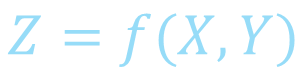 Z = f(X, Y)